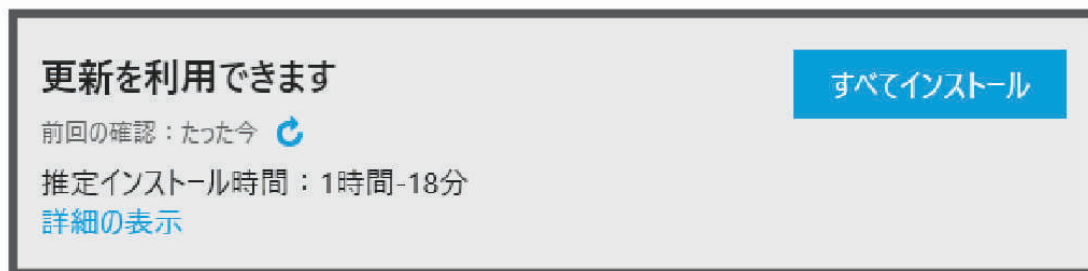 更新を利用できます
すべてインストール
前回の確認：たった今
推定インストール時間：1時間-18分
詳細の表示